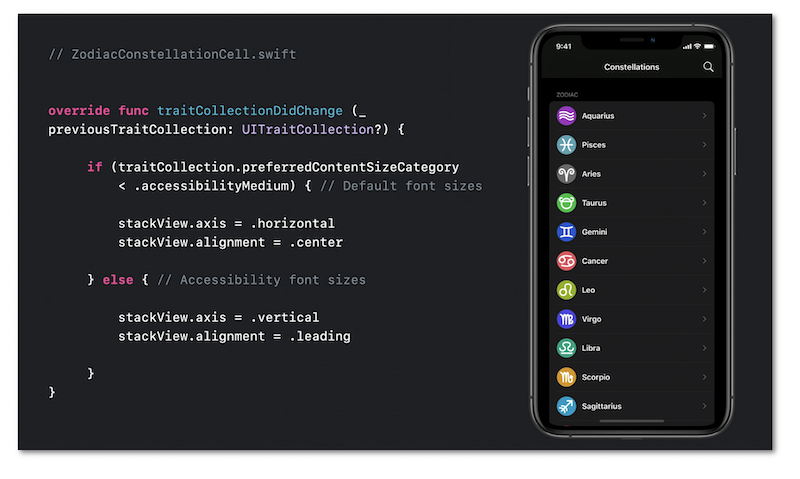 // ZodiacConstellationCell.swift
override func traitCollectionDidChange (_
previousTraitCollection: UITraitCollection?) {
if (traitCollection.preferredContentSizeCategory
< .accessibilityMedium) { // Default font sizes
stackView.axis = .horizontal
stackView.alignment = .center
} else { // Accessibility font sizes
stackView.axis = .vertical
stackView.alignment = .leading
}
}
9:41
Constellations
ZODIAC
Aquarius
Pisces
Aries
Taurus
Gemini
Cancer
Leo
Virgo
Libra
Scorpio
Sagittarius